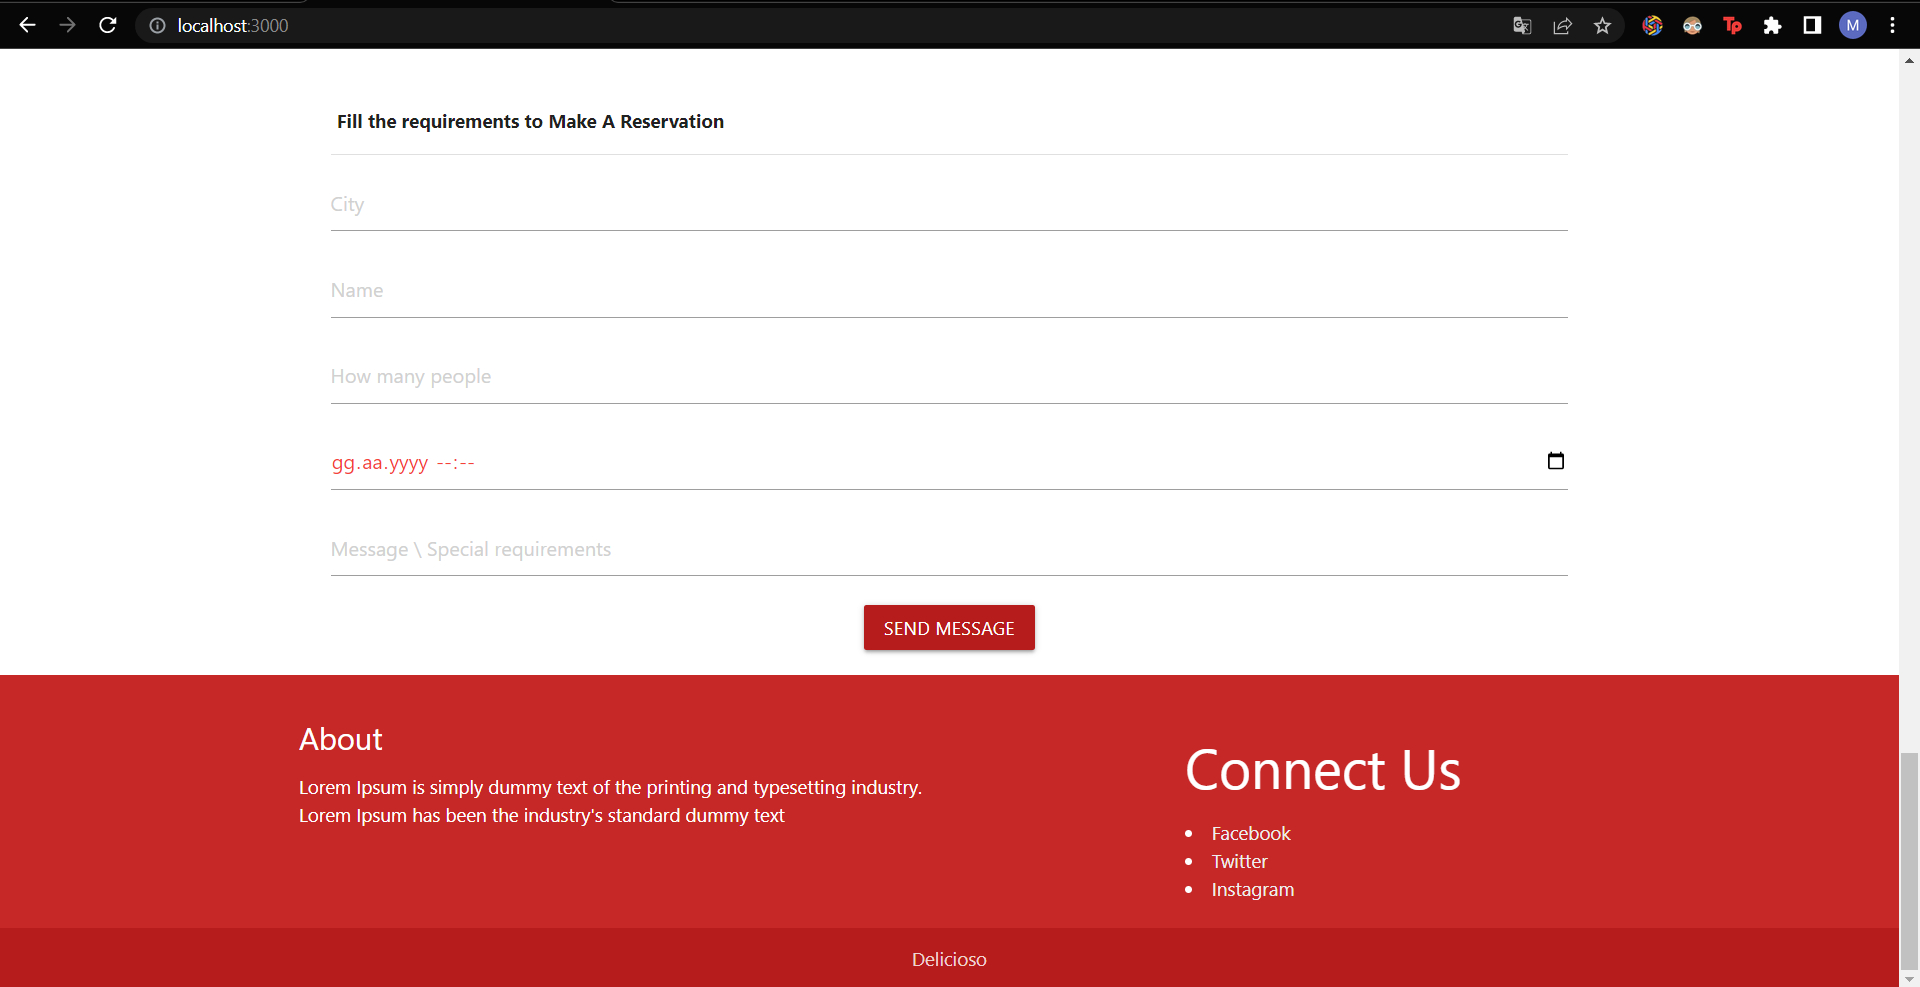 localhost:3000
Tp
M
Fill the requirements to Make A Reservation
City
Name
How many people
gg.aa.yyyy --:--
Message \ Special requirements
SEND MESSAGE
About
Lorem Ipsum is simply dummy text of the printing and typesetting industry.
Lorem Ipsum has been the industry's standard dummy text
Connect Us
Facebook
Twitter
Instagram
Delicioso